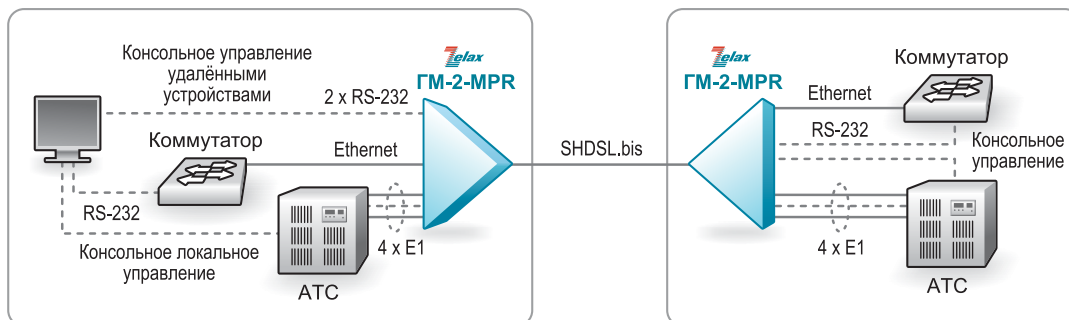 Консольное управление
удалёнными
устройствами
2 x RS-232
Zelax
ГМ-2-MPR
Коммутатор
Ethernet
RS-232
4 x E1
Консольное локальное
управление
АТС
SHDSL.bis
Zelax
ГМ-2-MPR
Коммутатор
Ethernet
RS-232
Консольное
управление
4 x E1
АТС